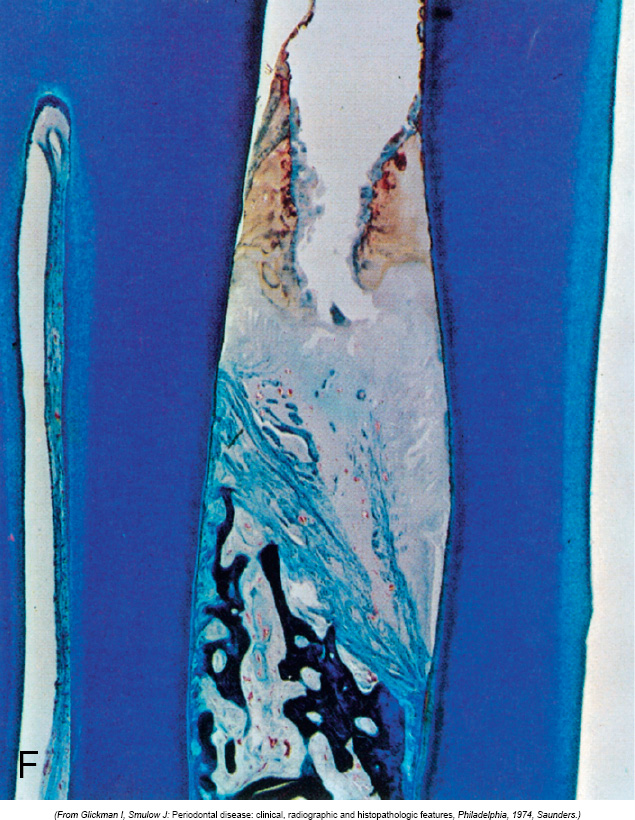 F
(From Glickman I, Smulow J: Periodontal disease: clinical, radiographic and histopathologic features, Philadelphia, 1974, Saunders.)